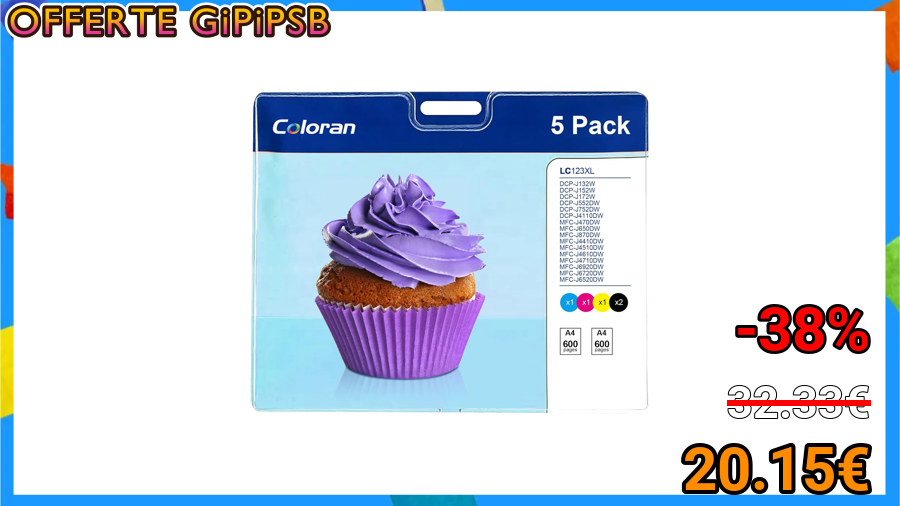 OFFERTE GiPiPSB
Coloran
5 Pack
LC123XL
DCP-J132W
DCP-J152W
DCP-J172W
DCP-J552DW
DCP-J752DW
DCP-J4110DW
MFC-J470DW
MFC-J650DW
MFC-J870DW
MFC-J4410DW
MFC-J4510DW
MFC-J4610DW
MFC-J4710DW
MFC-J6920DW
MFC-J6720DW
MFC-J6520DW
x1 x1 x1 x2
A4 A4
600 600
pages pages
-38%
32.33€
20.15€